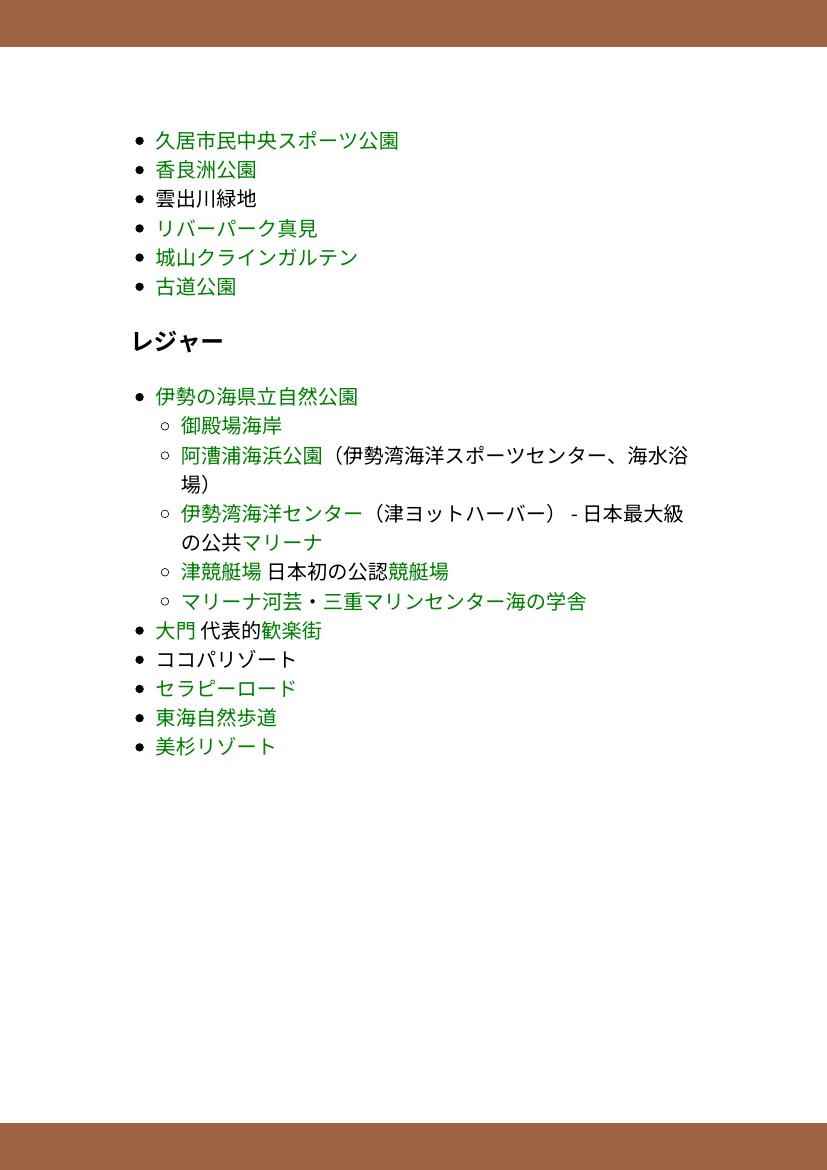 久居市民中央スポーツ公園
香良洲公園
雲出川緑地
リバーパーク真見
城山クラインガルテン
古道公園
レジャー
伊勢の海県立自然公園
御殿場海岸
阿漕浦海浜公園（伊勢湾海洋スポーツセンター、海水浴
場）
伊勢湾海洋センター（津ヨットハーバー） - 日本最大級
の公共マリーナ
津競艇場 日本初の公認競艇場
マリーナ河芸・三重マリンセンター海の学舎
大門 代表的歓楽街
ココパリゾート
セラピーロード
東海自然歩道
美杉リゾート